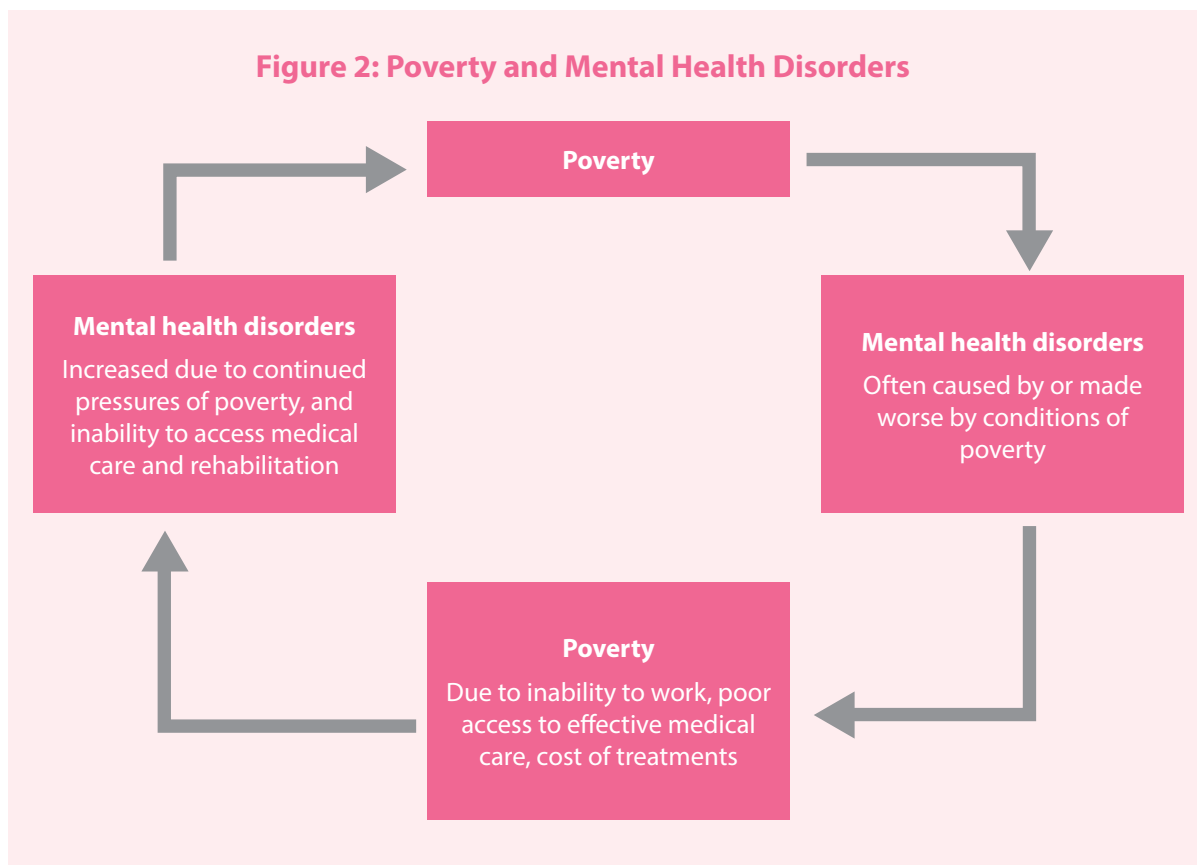 Figure 2: Poverty and Mental Health Disorders
Poverty
Mental health disorders
Increased due to continued
pressures of poverty, and
inability to access medical
care and rehabilitation
Mental health disorders
Often caused by or made
worse by conditions of
poverty
Poverty
Due to inability to work, poor
access to effective medical
care, cost of treatments